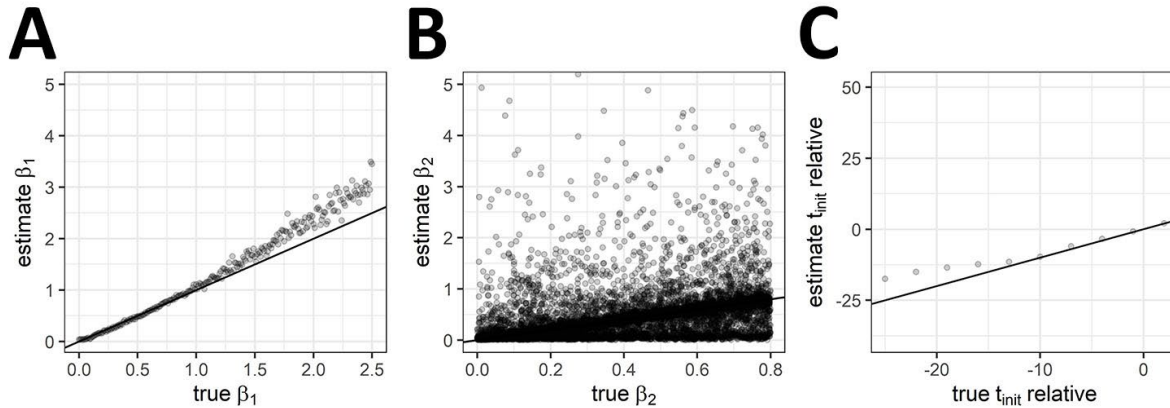 A
estimate β₁
5
4
3
2
1
0
0.0 0.5 1.0 1.5 2.0 2.5
true β₁
B
estimate β₂
5
4
3
2
1
0
0.0 0.2 0.4 0.6 0.8
true β₂
C
estimate t_init relative
50
25
0
-25
-20 -10 0
true t_init relative